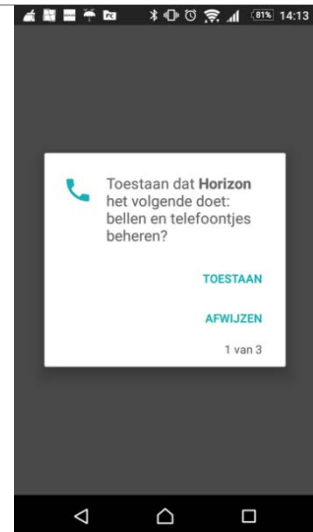 81% 14:13
Toestaan dat Horizon
het volgende doet:
bellen en telefoontjes
beheren?
TOESTAAN
AFWIJZEN
1 van 3